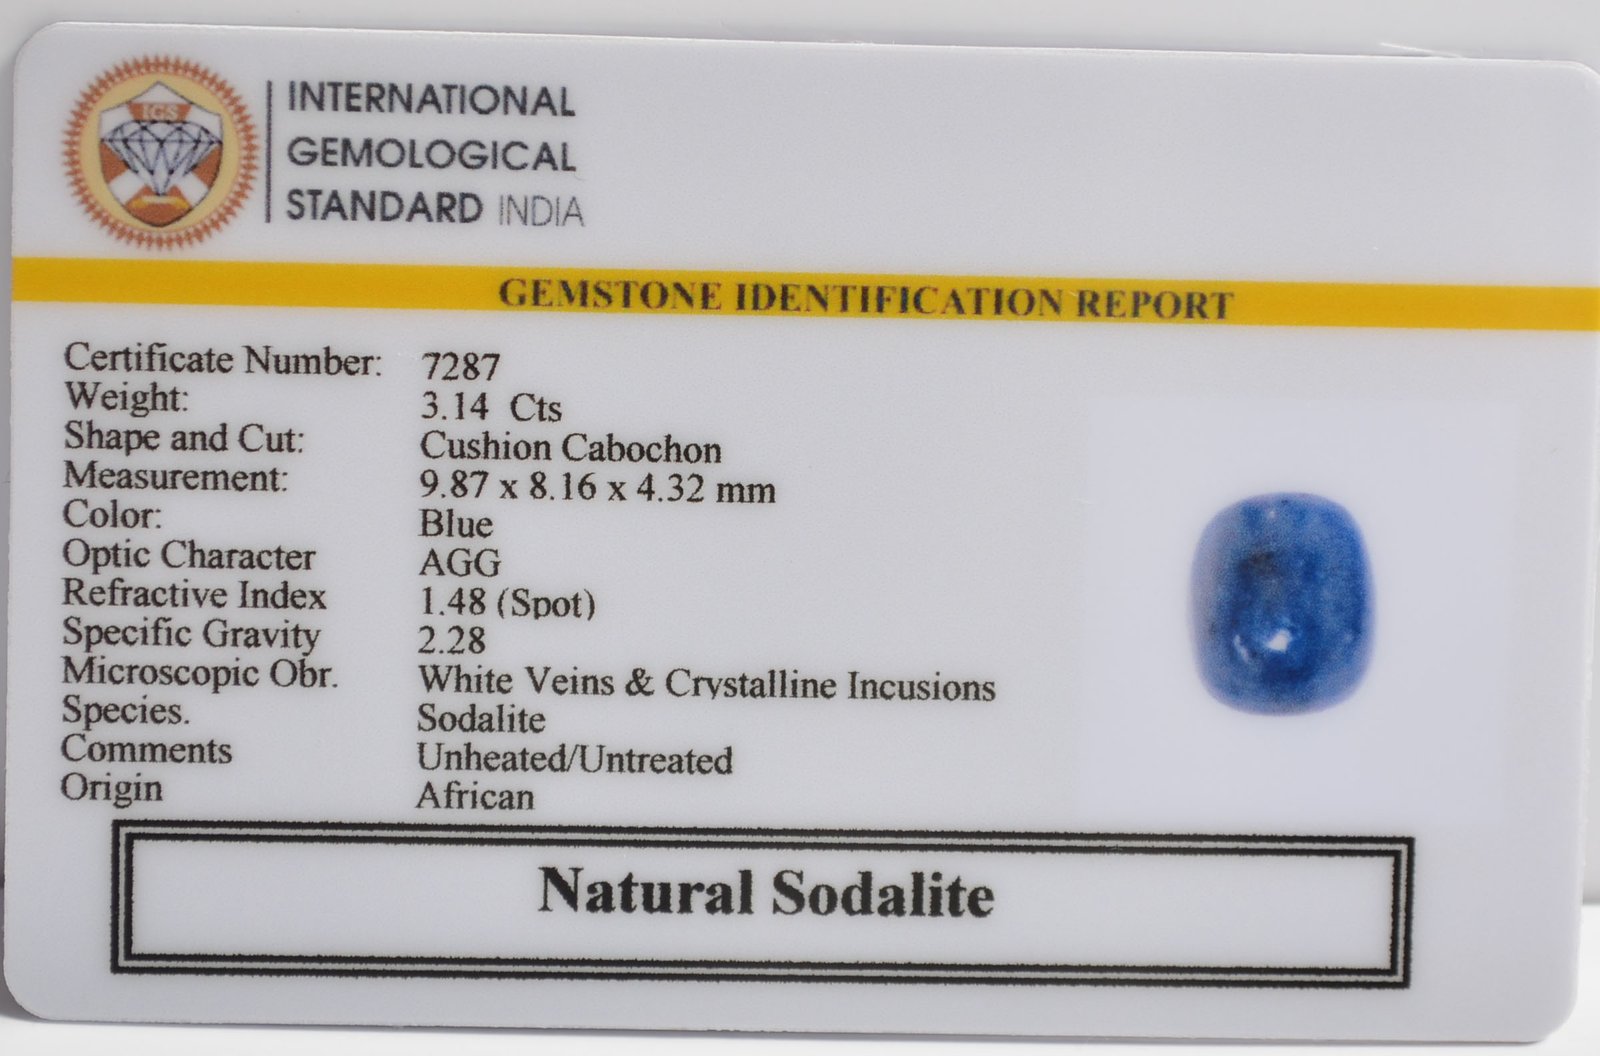 IGS
INTERNATIONAL
GEMOLOGICAL
STANDARD INDIA
GEMSTONE IDENTIFICATION REPORT
Certificate Number: 7287
Weight: 3.14 Cts
Shape and Cut: Cushion Cabochon
Measurement: 9.87 x 8.16 x 4.32 mm
Color: Blue
Optic Character AGG
Refractive Index 1.48 (Spot)
Specific Gravity 2.28
Microscopic Obr. White Veins & Crystalline Incusions
Species. Sodalite
Comments Unheated/Untreated
Origin African
Natural Sodalite